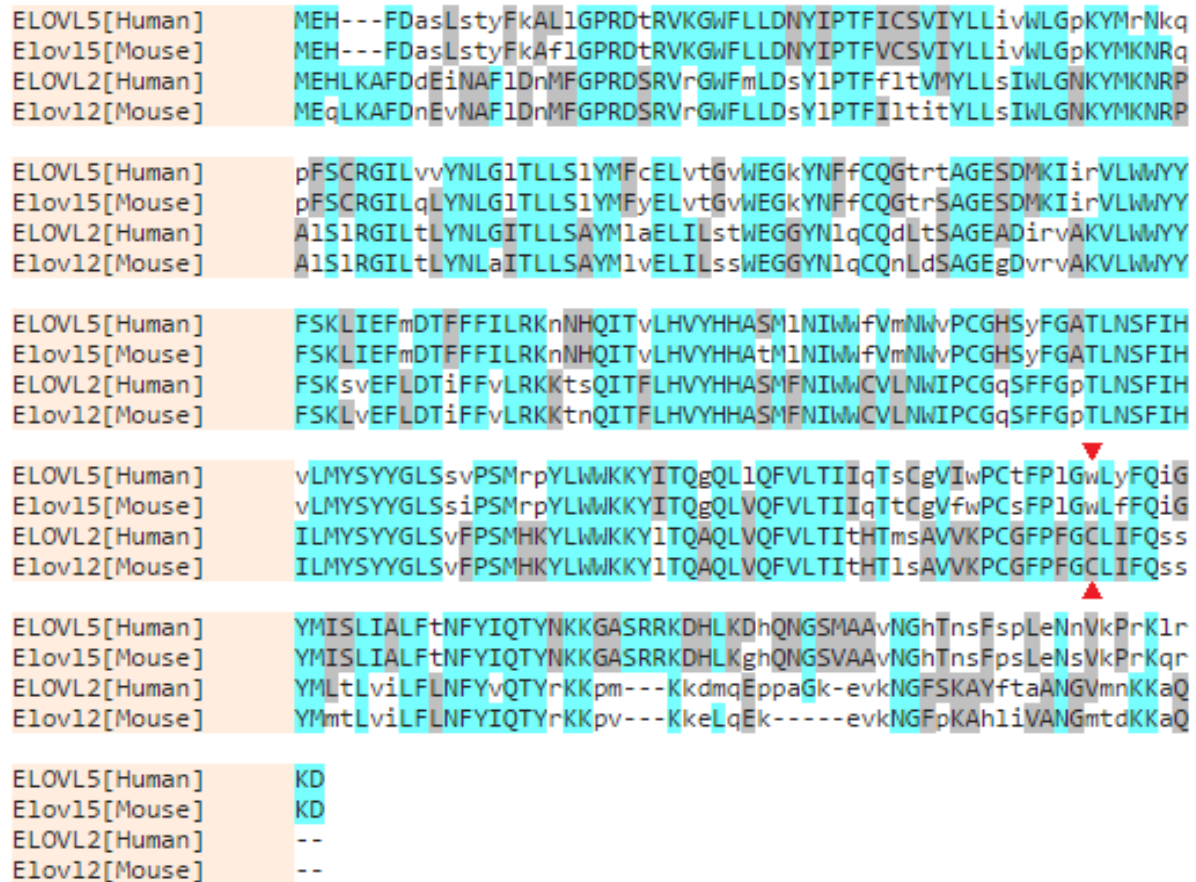 ELOVL5[Human] MEH---FDasLstyFkALlGPRDtRVKGWFLLDNYIPTFICSVIYLLivWLGpKYMrNkq
Elovl5[Mouse] MEH---FDasLstyFkAflGPRDtRVKGWFLLDNYIPTFVCSVIYLLivWLGpKYMKNRq
ELOVL2[Human] MEHLKAFDdEiNAFlDnMFGPRDSRVrGWFmLDsYlPTFfltVMYLLsIWLGNKYMKNRP
Elovl2[Mouse] MEqLKAFDnEvNAFlDnMFGPRDSRVrGWFLLDsYlPTFIltitYLLsIWLGNKYMKNRP
ELOVL5[Human] pFSCRGILvvYNLGlTLLSlYMFcELvtGvWEGkYNFfCQGtrtAGESDMKIirVLWWYY
Elovl5[Mouse] pFSCRGILqLYNLGlTLLSlYMFyELvtGvWEGkYNFfCQGtrSAGESDMKIirVLWWYY
ELOVL2[Human] AlSlRGILtLYNLGITLLSAYMlaELILstWEGGYNlqCQdLtSAGEADirvAKVLWWYY
Elovl2[Mouse] AlSlRGILtLYNLaITLLSAYMlvELILssWEGGYNlqCQnLdSAGEgDvrvAKVLWWYY
ELOVL5[Human] FSKLIEFmDTFFFILRKnNHQITvLHVYHHASMlNIWWfVmNWvPCGHSyFGATLNSFIH
Elovl5[Mouse] FSKLIEFmDTFFFILRKnNHQITvLHVYHHAtMlNIWWfVmNWvPCGHSyFGATLNSFIH
ELOVL2[Human] FSKsvEFLDTiFFvLRKKtsQITFLHVYHHASMFNIWWCVLNWIPCGqSFFGpTLNSFIH
Elovl2[Mouse] FSKLvEFLDTiFFvLRKKtnQITFLHVYHHASMFNIWWCVLNWIPCGqSFFGpTLNSFIH
ELOVL5[Human] vLMYSYYGLSsvPSMrpYLWWKKYITQgQLlQFVLTIIqTsCgVIwPCtFPlGwLyFQiG
Elovl5[Mouse] vLMYSYYGLSsiPSMrpYLWWKKYITQgQLVQFVLTIIqTtCgVfwPCsFPlGwLfFQiG
ELOVL2[Human] ILMYSYYGLSvFPSMHKYLWWKKYlTQAQLVQFVLTItHTmsAVVKPCGFPFGCLIFQss
Elovl2[Mouse] ILMYSYYGLSvFPSMHKYLWWKKYlTQAQLVQFVLTItHTlsAVVKPCGFPFGCLIFQss
ELOVL5[Human] YMISLIALFtNFYIQTYNKKGASRRKDHLKDhQNGSMAAvNGhTnsFspLeNnVkPrKlr
Elovl5[Mouse] YMISLIALFtNFYIQTYNKKGASRRKDHLKghQNGSVAAvNGhTnsFpsLeNsVkPrKqr
ELOVL2[Human] YMLtLviLFLNFYvQTYrKKpm---KkdmqEppaGk-evkNGFSKAYftaANGVmnKKaQ
Elovl2[Mouse] YMmtLviLFLNFYIQTYrKKpv---KkeLqEk-----evkNGFpKAhliVANGmtdKKaQ
ELOVL5[Human] KD
Elovl5[Mouse] KD
ELOVL2[Human] --
Elovl2[Mouse] --